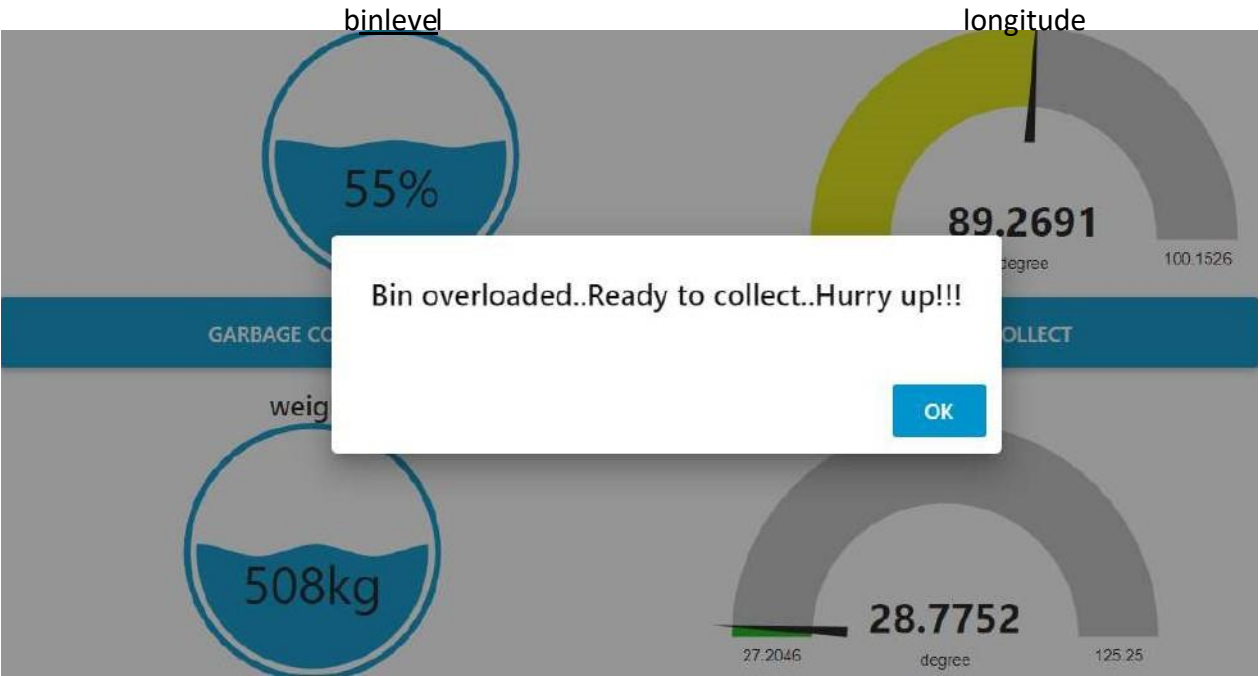 binlevel
longitude
55%
89.2691
degree
100.1526
Bin overloaded..Ready to collect..Hurry up!!!
GARBAGE CO
OLLECT
OK
weig
508kg
28.7752
27.2046
degree
125.25